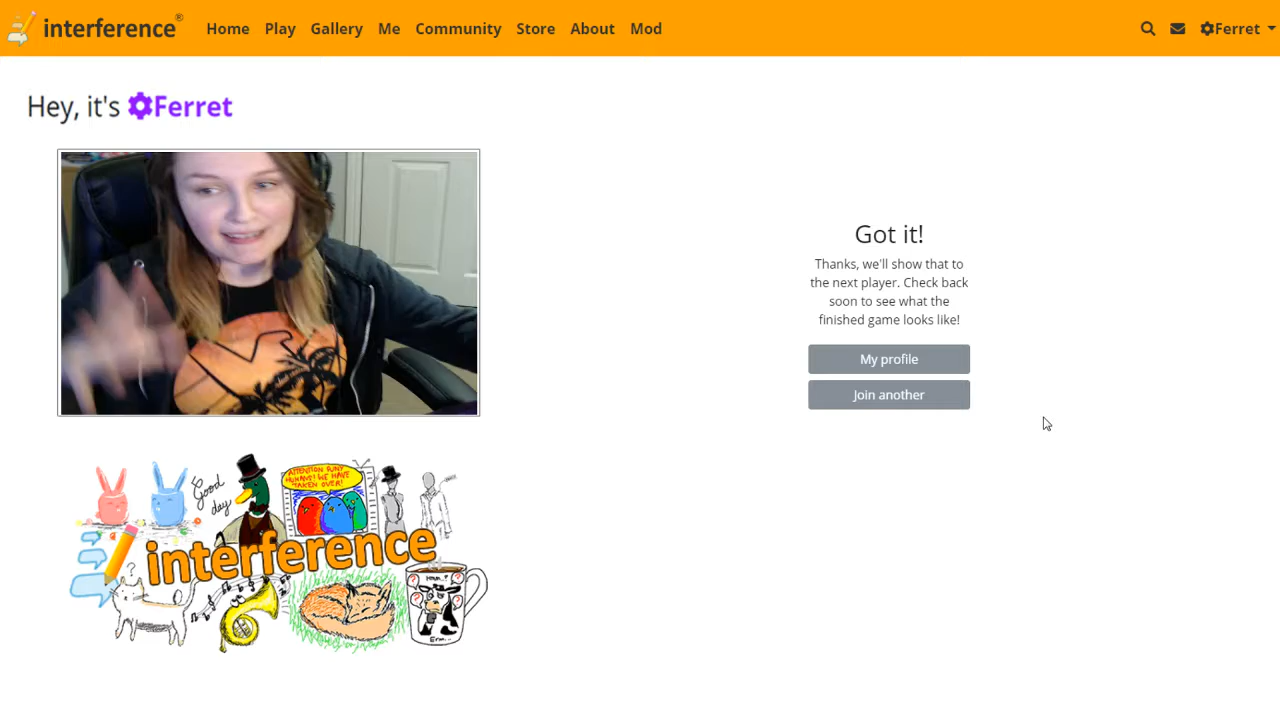 interference®
Home Play Gallery Me Community Store About Mod
Ferret
Hey, it's Ferret
Got it!
Thanks, we'll show that to
the next player. Check back
soon to see what the
finished game looks like!
My profile
Join another
Good
day
ATTENTION PUNY
HUMANS! WE HAVE
TAKEN OVER!
interference
?
Erm...